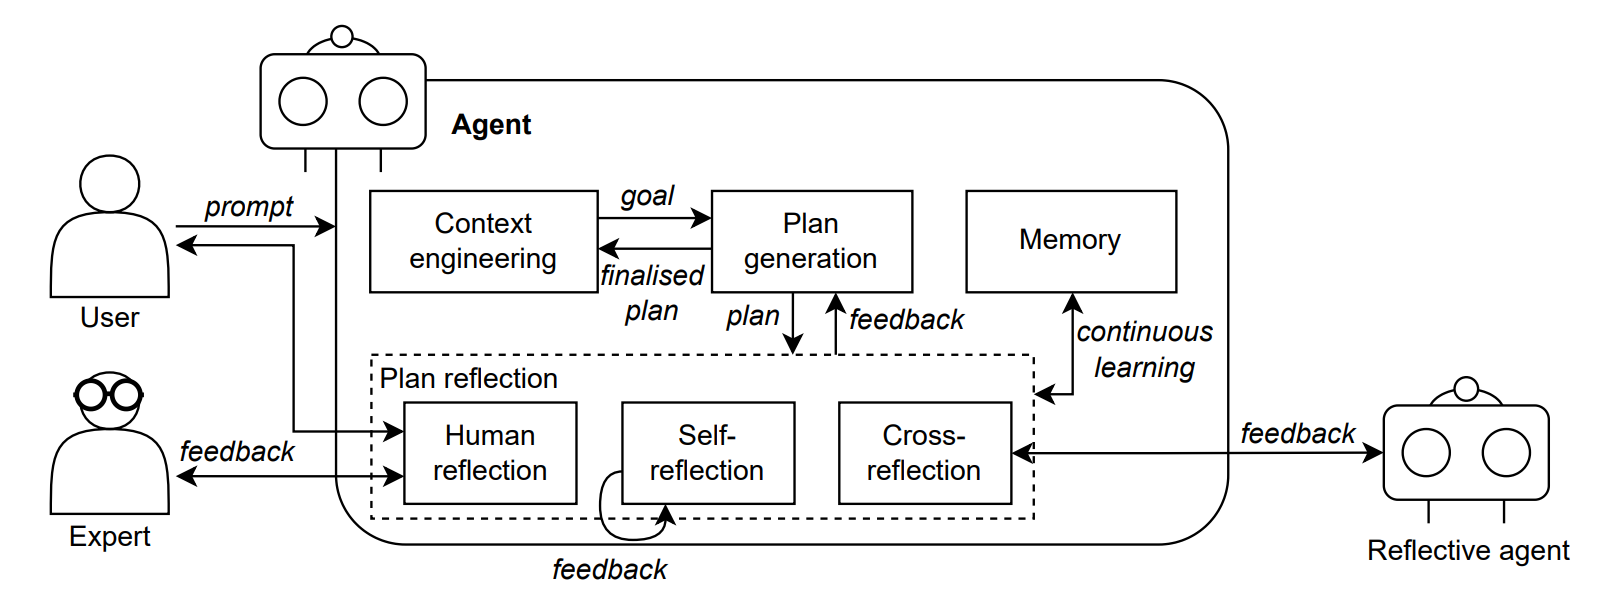 Agent
prompt
User
Context
engineering
goal
finalised
plan
Plan
generation
Memory
plan
feedback
continuous
learning
Plan reflection
Human
reflection
Self-
reflection
Cross-
reflection
feedback
Expert
feedback
feedback
Reflective agent